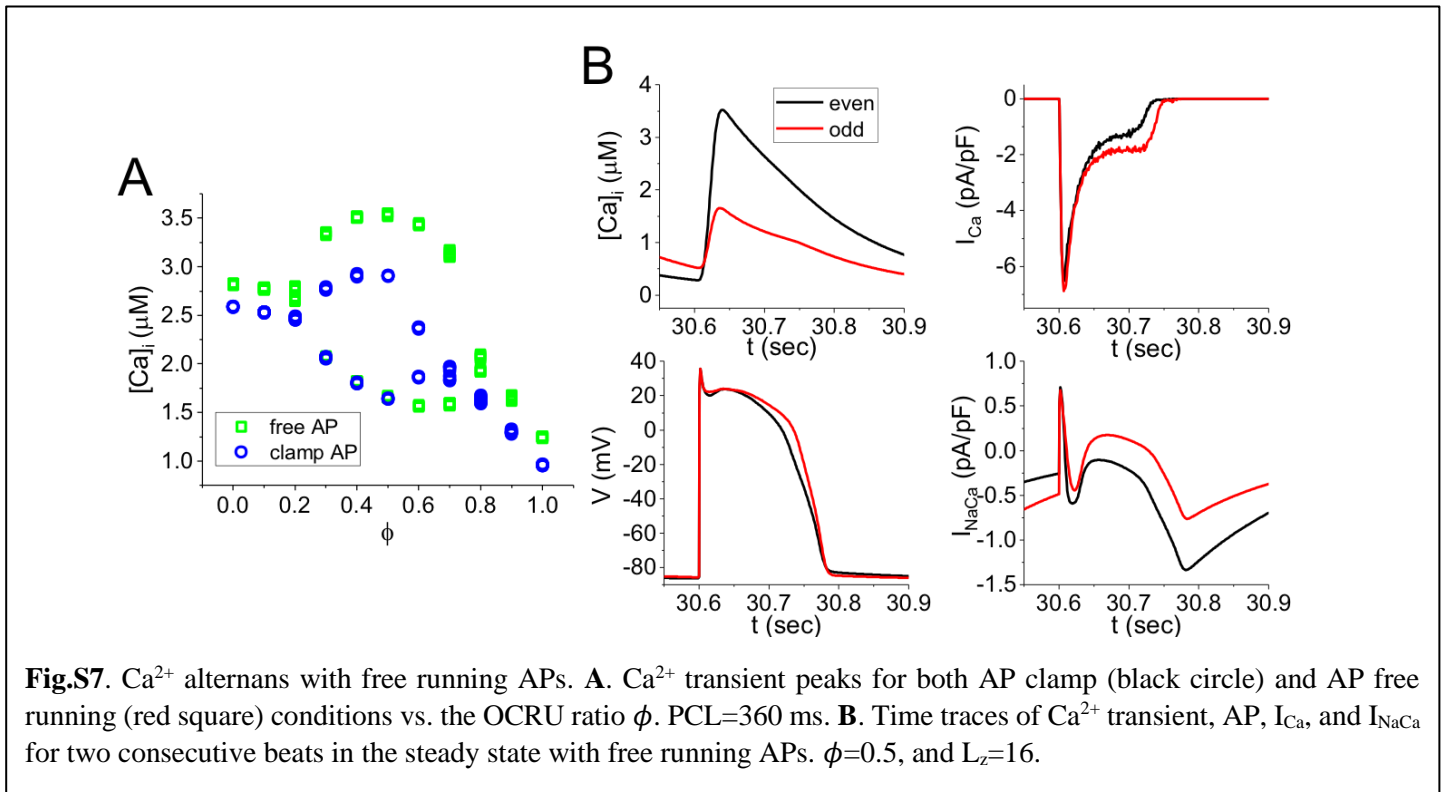 A
[Ca]i (μM)
3.5
3.0
2.5
2.0
1.5
1.0
free AP
clamp AP
0.0 0.2 0.4 0.6 0.8 1.0
ϕ
B
[Ca]i (μM)
4
3
2
1
0
even
odd
30.6 30.7 30.8 30.9
t (sec)
ICa (pA/pF)
0
-2
-4
-6
30.6 30.7 30.8 30.9
t (sec)
V (mV)
40
20
0
-20
-40
-60
-80
30.6 30.7 30.8 30.9
t (sec)
INaCa (pA/pF)
1.0
0.5
0.0
-0.5
-1.0
-1.5
30.6 30.7 30.8 30.9
t (sec)
Fig.S7. Ca2+ alternans with free running APs. A. Ca2+ transient peaks for both AP clamp (black circle) and AP free
running (red square) conditions vs. the OCRU ratio ϕ. PCL=360 ms. B. Time traces of Ca2+ transient, AP, ICa, and INaCa
for two consecutive beats in the steady state with free running APs. ϕ=0.5, and Lz=16.